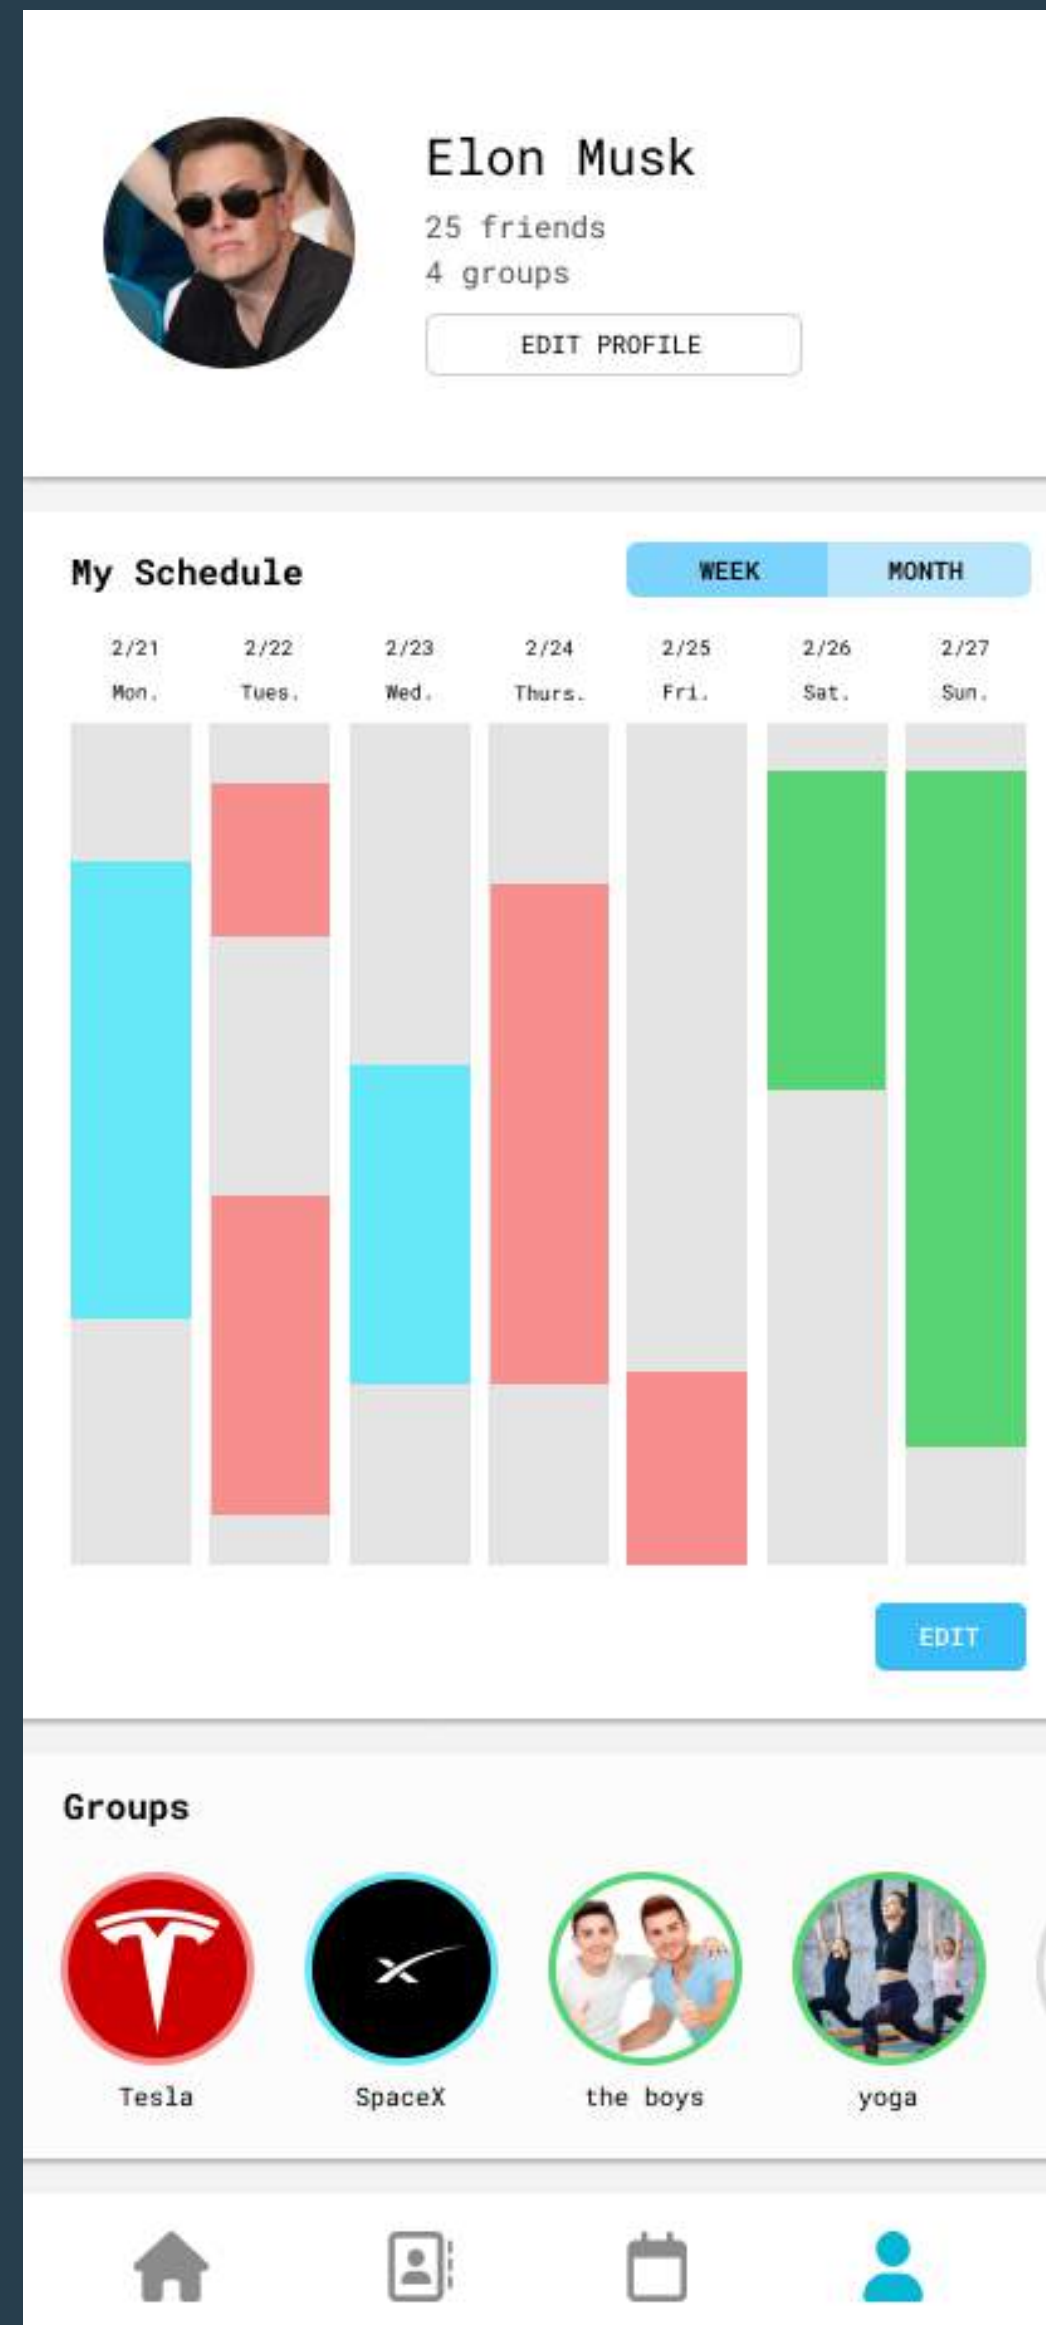 Elon Musk
25 friends
4 groups
EDIT PROFILE
My Schedule
WEEK MONTH
2/21 2/22 2/23 2/24 2/25 2/26 2/27
Mon. Tues. Wed. Thurs. Fri. Sat. Sun.
EDIT
Groups
Tesla SpaceX the boys yoga